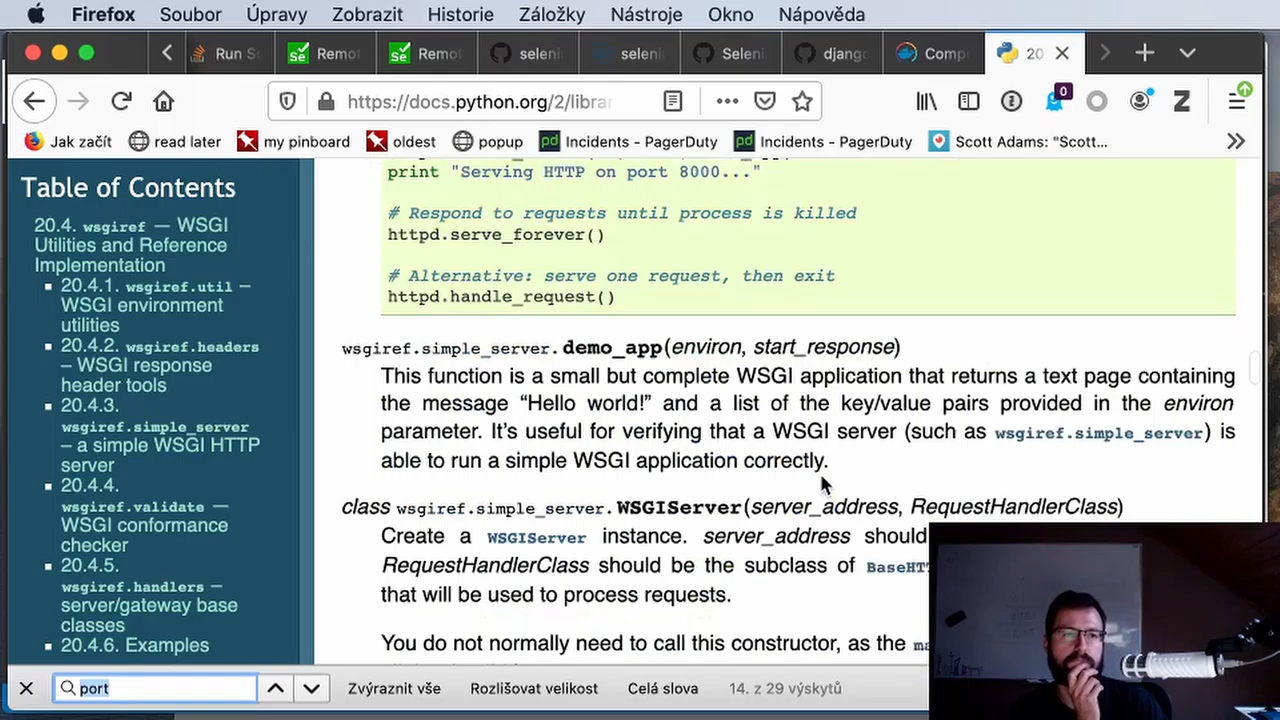 Firefox Soubor Úpravy Zobrazit Historie Záložky Nástroje Okno Nápověda
Run S Remo Remo seleni seleni Seleni djang Comp 20.
https://docs.python.org/2/librar 0 Z
Jak začít read later my pinboard oldest popup Incidents - PagerDuty Incidents - PagerDuty Scott Adams: "Scott...
Table of Contents
20.4. wsgiref — WSGI
Utilities and Reference
Implementation
20.4.1. wsgiref.util —
WSGI environment
utilities
20.4.2. wsgiref.headers
– WSGI response
header tools
20.4.3.
wsgiref.simple_server
– a simple WSGI HTTP
server
20.4.4.
wsgiref.validate —
WSGI conformance
checker
20.4.5.
wsgiref.handlers –
server/gateway base
classes
20.4.6. Examples
print "Serving HTTP on port 8000..."
# Respond to requests until process is killed
httpd.serve_forever()
# Alternative: serve one request, then exit
httpd.handle_request()
wsgiref.simple_server.demo_app(environ, start_response)
This function is a small but complete WSGI application that returns a text page containing
the message “Hello world!” and a list of the key/value pairs provided in the environ
parameter. It’s useful for verifying that a WSGI server (such as wsgiref.simple_server) is
able to run a simple WSGI application correctly.
class wsgiref.simple_server.WSGIServer(server_address, RequestHandlerClass)
Create a WSGIServer instance. server_address should
RequestHandlerClass should be the subclass of BaseHTT
that will be used to process requests.
You do not normally need to call this constructor, as the ma
port Zvýraznit vše Rozlišovat velikost Celá slova 14. z 29 výskytů